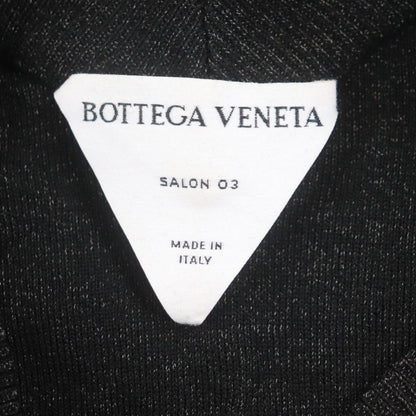 BOTTEGA VENETA
SALON 03
MADE IN
ITALY